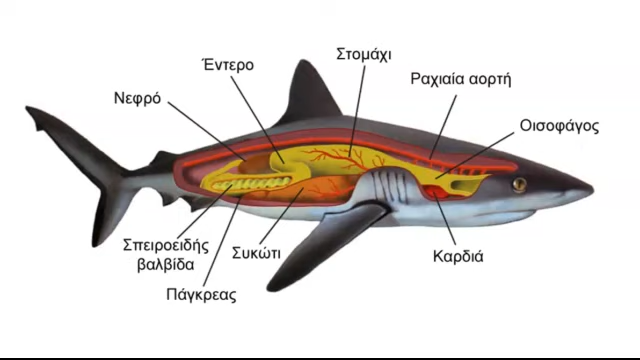 Στομάχι
Έντερο
Ραχιαία αορτή
Νεφρό
Οισοφάγος
Σπειροειδής
βαλβίδα
Συκώτι
Καρδιά
Πάγκρεας